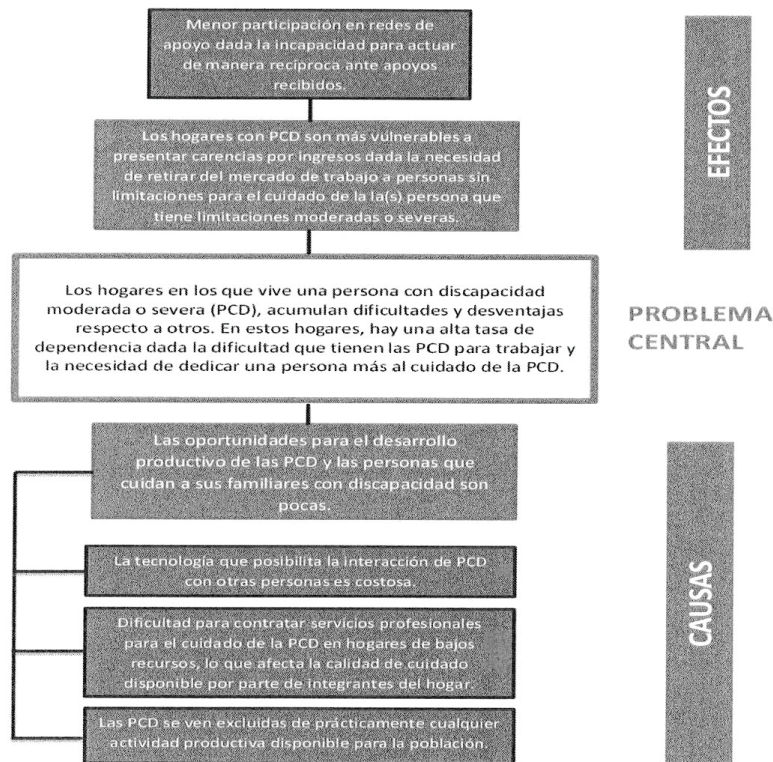 Menor participación en redes de
apoyo dada la incapacidad para actuar
de manera recíproca ante apoyos
recibidos.
Los hogares con PCD son más vulnerables a
presentar carencias por ingresos dada la necesidad
de retirar del mercado de trabajo a personas sin
limitaciones para el cuidado de la la(s) persona que
tiene limitaciones moderadas o severas.
EFECTOS
Los hogares en los que vive una persona con discapacidad
moderada o severa (PCD), acumulan dificultades y desventajas
respecto a otros. En estos hogares, hay una alta tasa de
dependencia dada la dificultad que tienen las PCD para trabajar y
la necesidad de dedicar una persona más al cuidado de la PCD.
PROBLEMA
CENTRAL
Las oportunidades para el desarrollo
productivo de las PCD y las personas que
cuidan a sus familiares con discapacidad son
pocas.
La tecnología que posibilita la interacción de PCD
con otras personas es costosa.
Dificultad para contratar servicios profesionales
para el cuidado de la PCD en hogares de bajos
recursos, lo que afecta la calidad de cuidado
disponible por parte de integrantes del hogar.
Las PCD se ven excluidas de prácticamente cualquier
actividad productiva disponible para la población.
CAUSAS